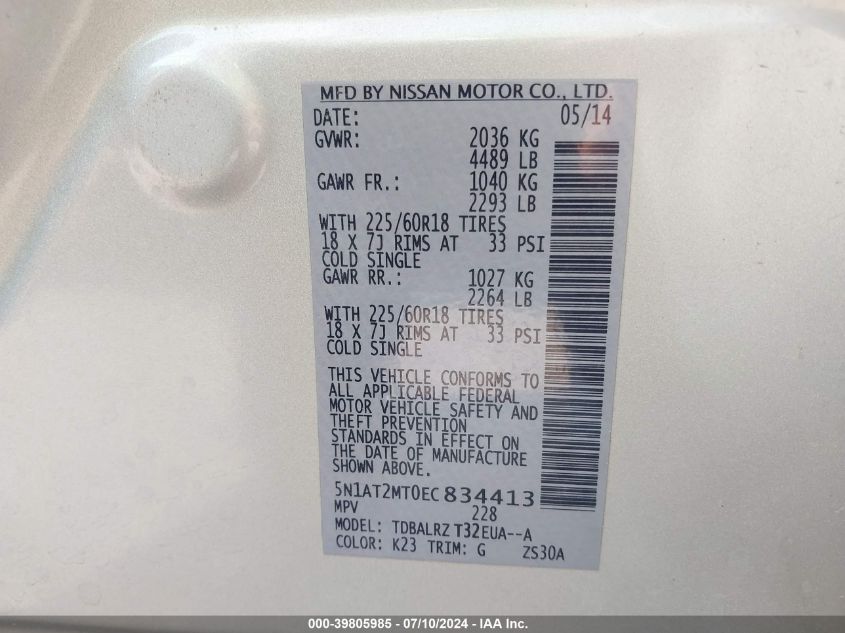 MFD BY NISSAN MOTOR CO., LTD.
DATE: 05/14
GVWR: 2036 KG
4489 LB
GAWR FR.: 1040 KG
2293 LB
WITH 225/60R18 TIRES
18 X 7J RIMS AT 33 PSI
COLD SINGLE
GAWR RR.: 1027 KG
2264 LB
WITH 225/60R18 TIRES
18 X 7J RIMS AT 33 PSI
COLD SINGLE
THIS VEHICLE CONFORMS TO
ALL APPLICABLE FEDERAL
MOTOR VEHICLE SAFETY AND
THEFT PREVENTION
STANDARDS IN EFFECT ON
THE DATE OF MANUFACTURE
SHOWN ABOVE.
5N1AT2MT0EC834413
MPV 228
MODEL: TDBALRZ T32EUA--A
COLOR: K23 TRIM: G ZS30A
000-39805985 - 07/10/2024 - IAA Inc.